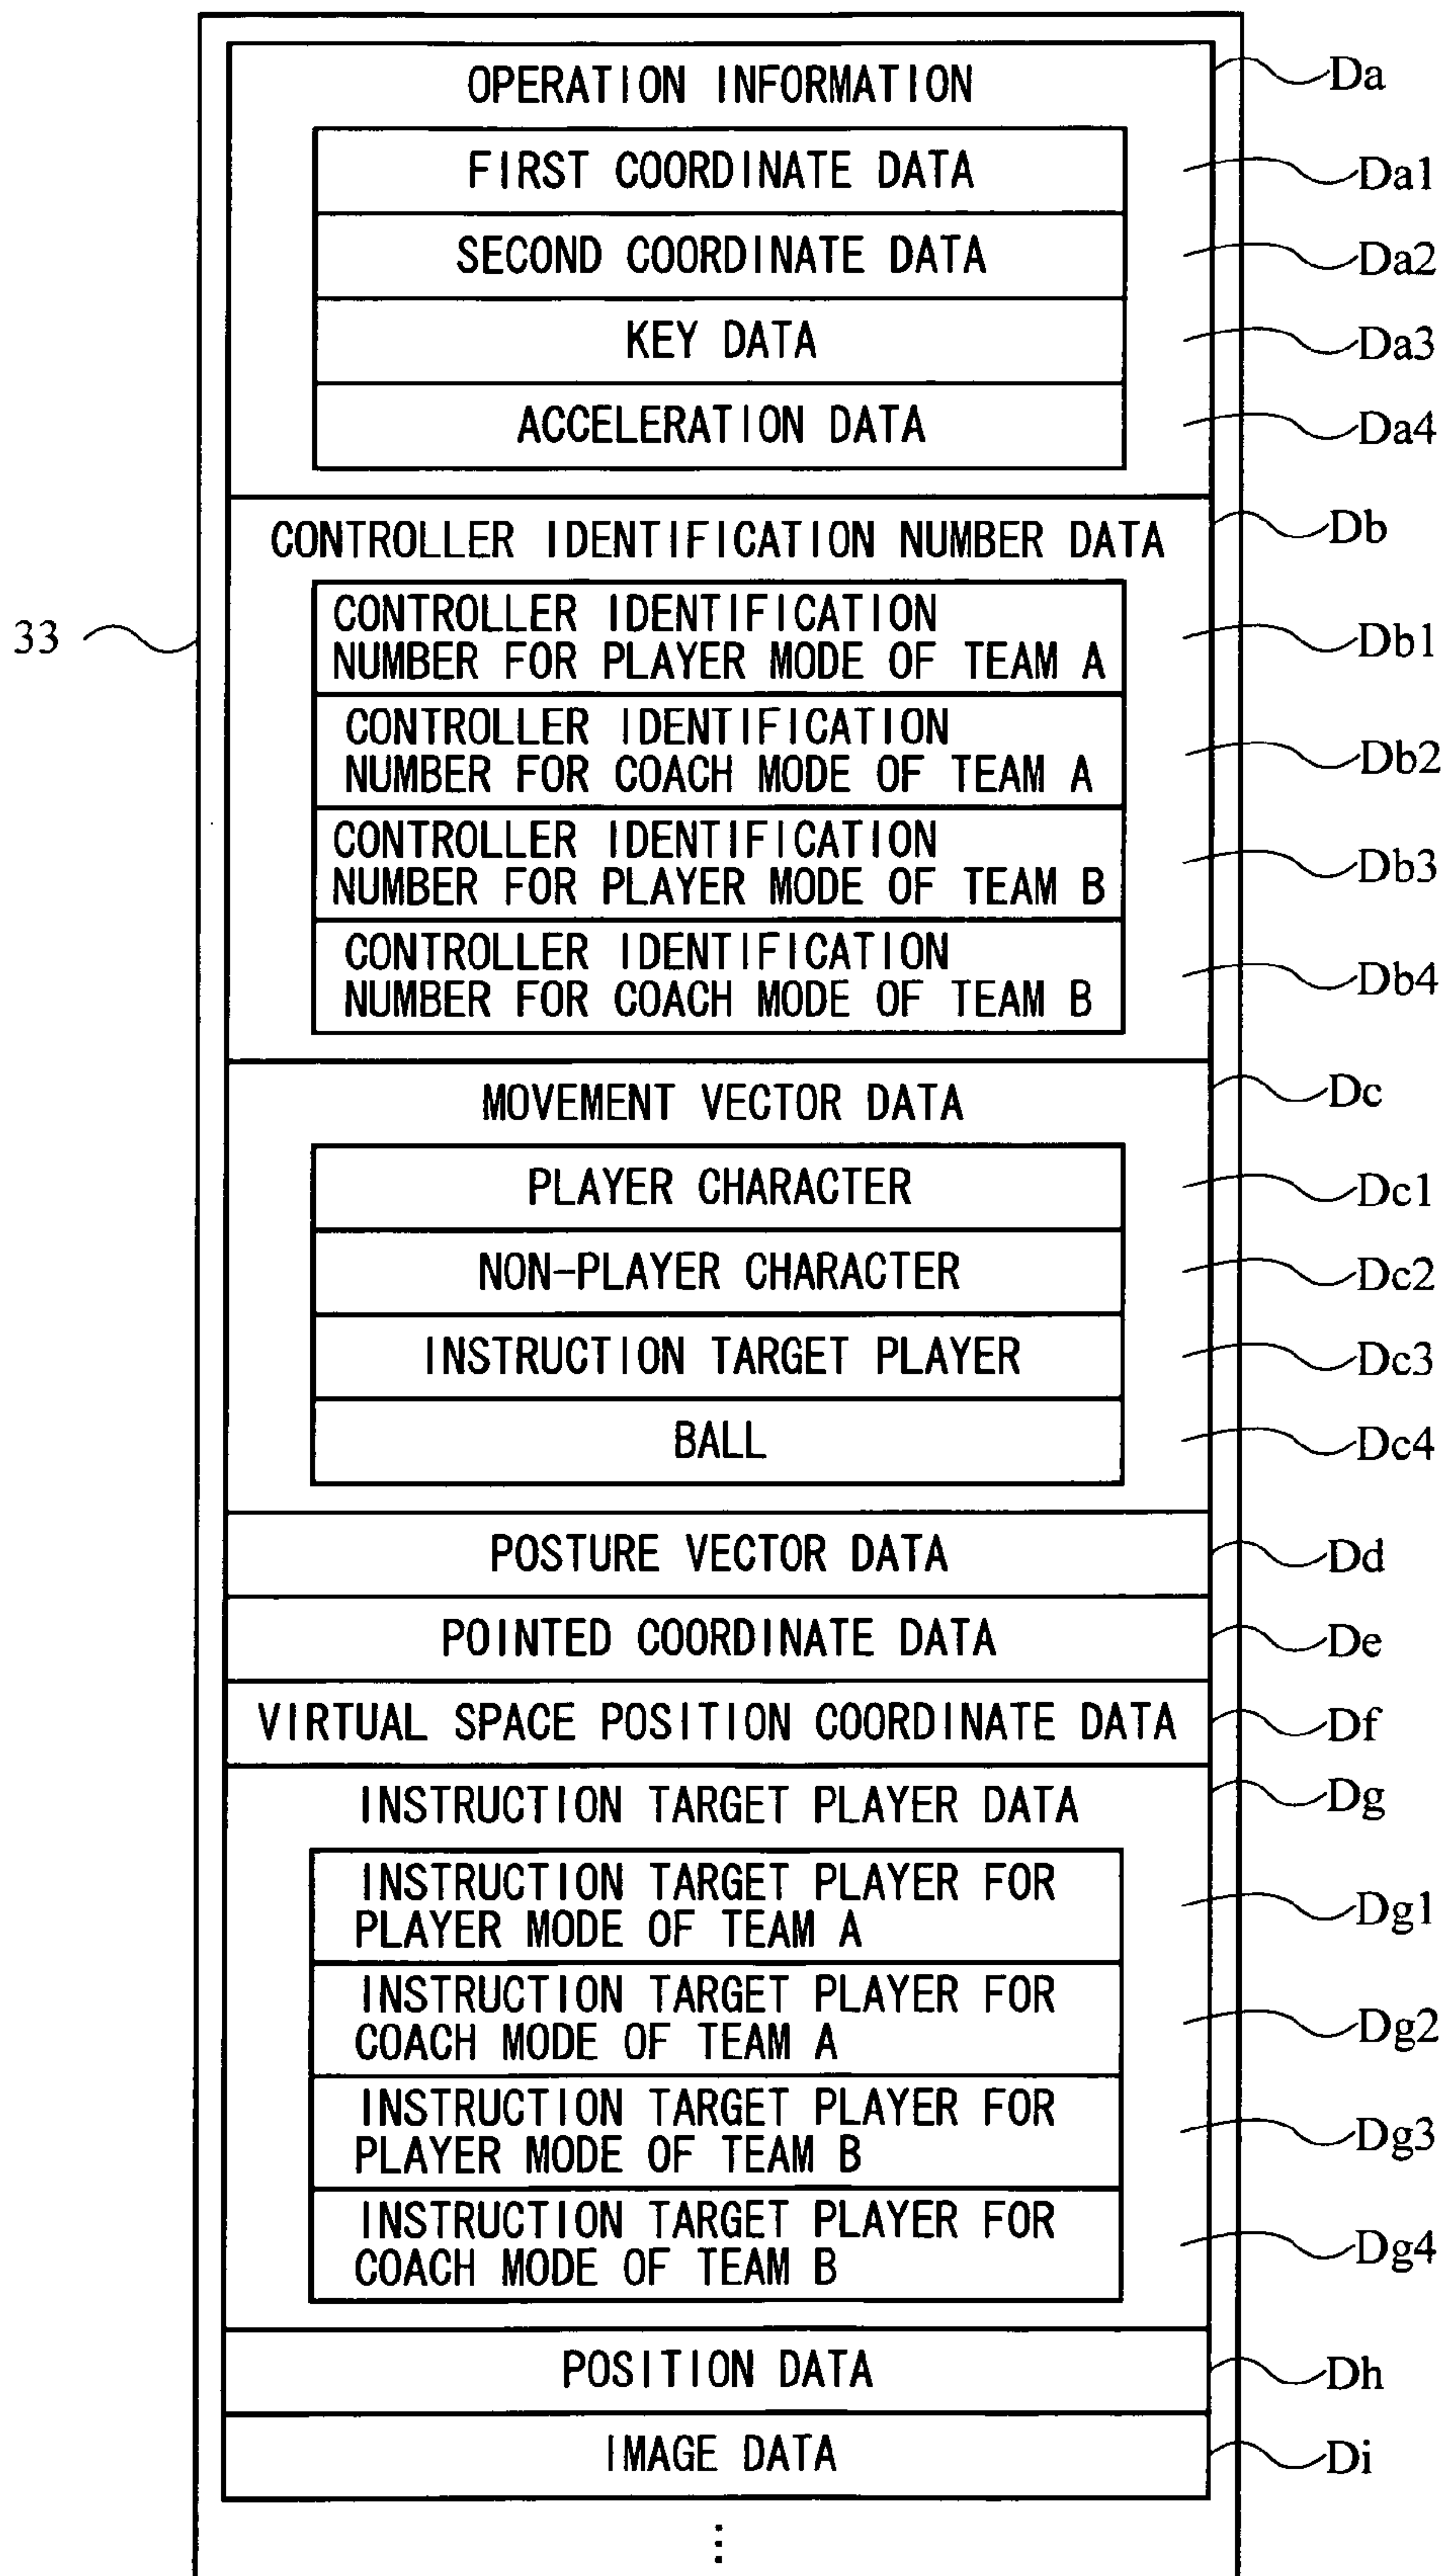 OPERATION INFORMATION
Da
FIRST COORDINATE DATA
Da1
SECOND COORDINATE DATA
Da2
KEY DATA
Da3
ACCELERATION DATA
Da4
CONTROLLER IDENTIFICATION NUMBER DATA
Db
33
CONTROLLER IDENTIFICATION
NUMBER FOR PLAYER MODE OF TEAM A
Db1
CONTROLLER IDENTIFICATION
NUMBER FOR COACH MODE OF TEAM A
Db2
CONTROLLER IDENTIFICATION
NUMBER FOR PLAYER MODE OF TEAM B
Db3
CONTROLLER IDENTIFICATION
NUMBER FOR COACH MODE OF TEAM B
Db4
MOVEMENT VECTOR DATA
Dc
PLAYER CHARACTER
Dc1
NON-PLAYER CHARACTER
Dc2
INSTRUCTION TARGET PLAYER
Dc3
BALL
Dc4
POSTURE VECTOR DATA
Dd
POINTED COORDINATE DATA
De
VIRTUAL SPACE POSITION COORDINATE DATA
Df
INSTRUCTION TARGET PLAYER DATA
Dg
INSTRUCTION TARGET PLAYER FOR
PLAYER MODE OF TEAM A
Dg1
INSTRUCTION TARGET PLAYER FOR
COACH MODE OF TEAM A
Dg2
INSTRUCTION TARGET PLAYER FOR
PLAYER MODE OF TEAM B
Dg3
INSTRUCTION TARGET PLAYER FOR
COACH MODE OF TEAM B
Dg4
POSITION DATA
Dh
IMAGE DATA
Di
⋮